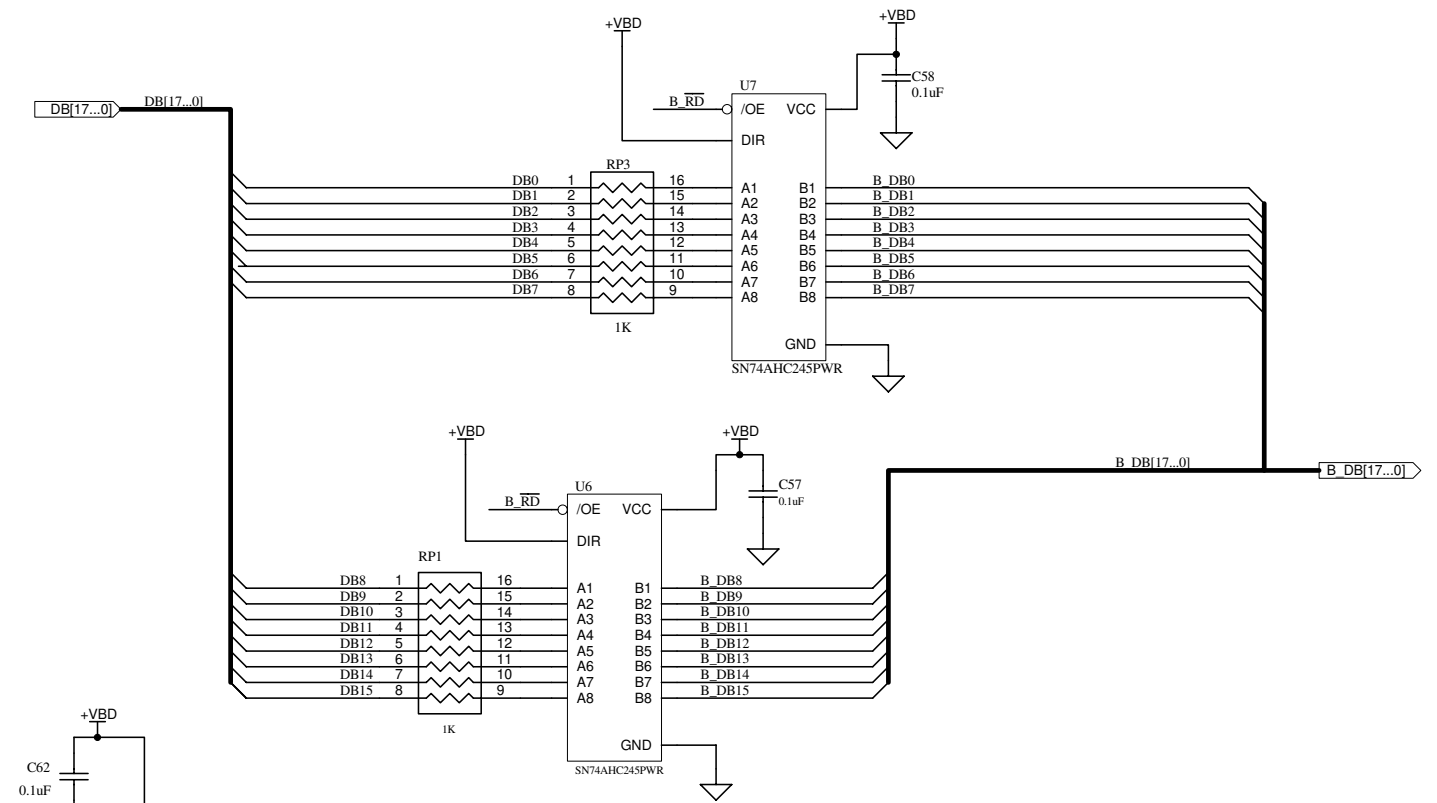 +VBD
+VBD
C58
0.1uF
U7
DB[17...0]
DB[17...0]
B_RD
/OE
VCC
DIR
RP3
DB0 1 16 A1 B1 B_DB0
DB1 2 15 A2 B2 B_DB1
DB2 3 14 A3 B3 B_DB2
DB3 4 13 A4 B4 B_DB3
DB4 5 12 A5 B5 B_DB4
DB5 6 11 A6 B6 B_DB5
DB6 7 10 A7 B7 B_DB6
DB7 8 9 A8 B8 B_DB7
1K
GND
SN74AHC245PWR
+VBD
+VBD
B_DB[17...0]
B_DB[17...0]
U6
C57
0.1uF
B_RD
/OE
VCC
DIR
RP1
DB8 1 16 A1 B1 B_DB8
DB9 2 15 A2 B2 B_DB9
DB10 3 14 A3 B3 B_DB10
DB11 4 13 A4 B4 B_DB11
DB12 5 12 A5 B5 B_DB12
DB13 6 11 A6 B6 B_DB13
DB14 7 10 A7 B7 B_DB14
DB15 8 9 A8 B8 B_DB15
1K
GND
SN74AHC245PWR
+VBD
C62
0.1uF